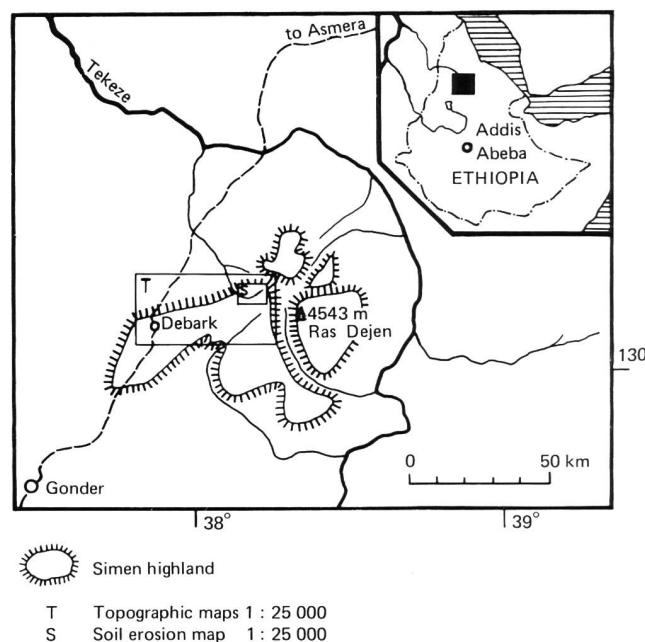 to Asmera
Tekeze
Addis
Abeba
ETHIOPIA
T
S
4543 m
Ras Dejen
Debark
130
0 50 km
Gonder
38°
39°
Simen highland
T Topographic maps 1 : 25 000
S Soil erosion map 1 : 25 000